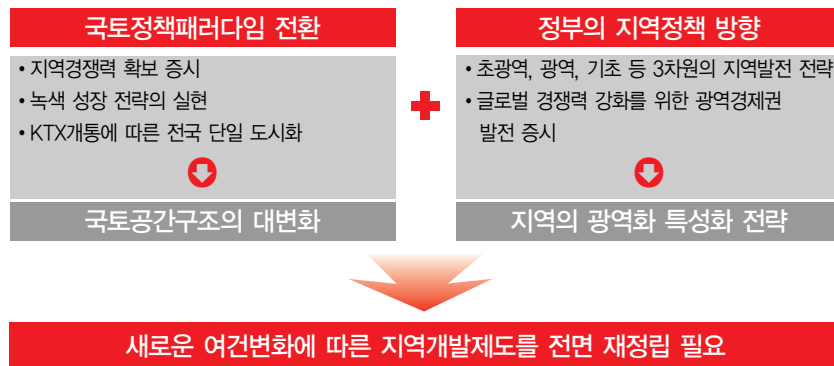 국토정책패러다임 전환
• 지역경쟁력 확보 증시
• 녹색 성장 전략의 실현
• KTX개통에 따른 전국 단일 도시화
국토공간구조의 대변화
정부의 지역정책 방향
• 초광역, 광역, 기초 등 3차원의 지역발전 전략
• 글로벌 경쟁력 강화를 위한 광역경제권
발전 증시
지역의 광역화 특성화 전략
새로운 여건변화에 따른 지역개발제도를 전면 재정립 필요